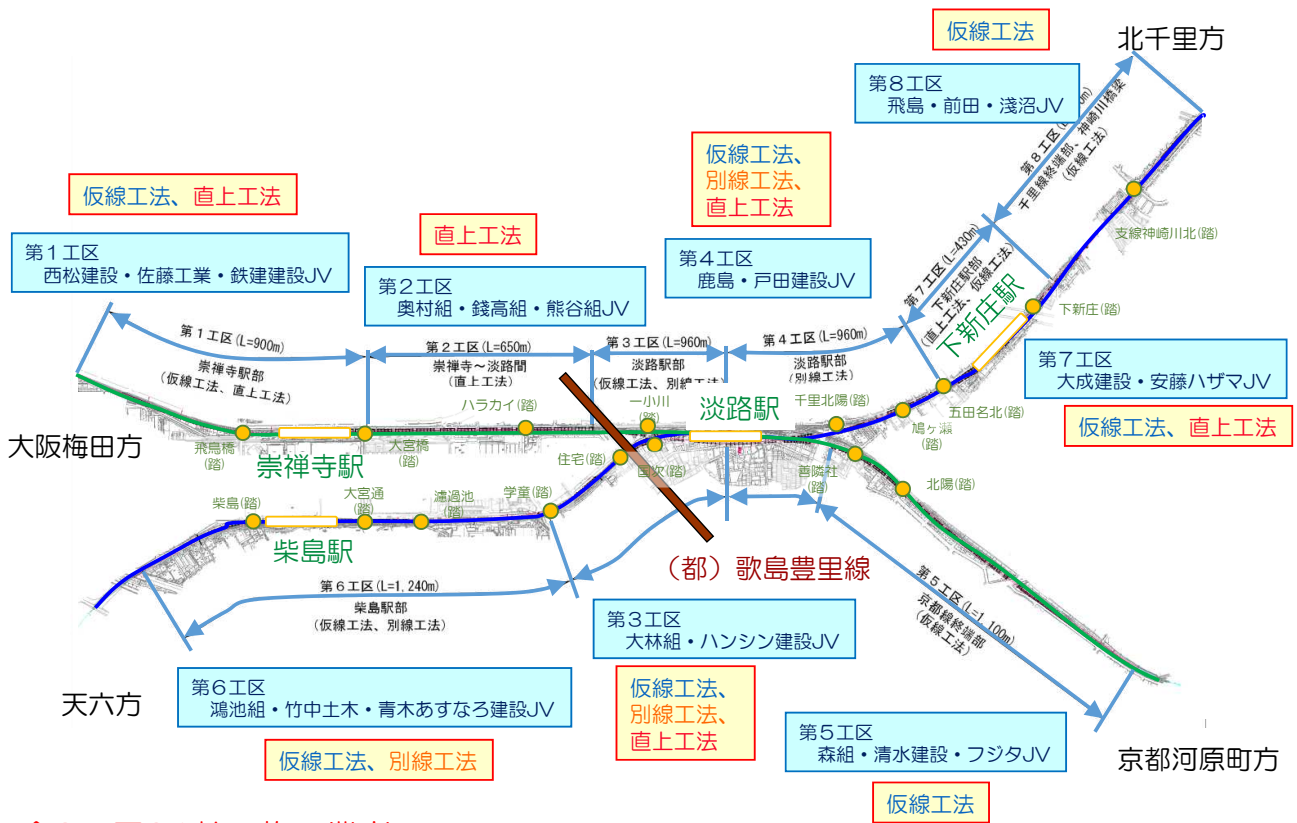 仮線工法
北千里方
第8工区
飛島・前田・淺沼JV
第8工区
千里線終端部、神崎川橋梁
(仮線工法)
仮線工法、
別線工法、
直上工法
仮線工法、直上工法
直上工法
第1工区
西松建設・佐藤工業・鉄建建設JV
第2工区
奥村組・錢高組・熊谷組JV
第4工区
鹿島・戸田建設JV
支線神崎川北(踏)
第7工区(L=430m)
下新庄駅部
(直上工法、仮線工法)
下新庄駅
下新庄(踏)
第1工区(L=900m)
崇禅寺駅部
(仮線工法、直上工法)
第2工区(L=650m)
崇禅寺~淡路間
(直上工法)
第3工区(L=960m)
淡路駅部
(仮線工法、別線工法)
第4工区(L=960m)
淡路駅部
(別線工法)
第7工区
大成建設・安藤ハザマJV
仮線工法、直上工法
ハラカイ(踏)
一小川
(踏)
淡路駅
千里北陽(踏)
五田名北(踏)
鳩ヶ瀬
(踏)
大阪梅田方
飛鳥橋
(踏)
崇禅寺駅
大宮橋
(踏)
住宅(踏)
国次(踏)
善隣社
(踏)
北陽(踏)
柴島(踏)
大宮通
(踏)
濾過池
(踏)
学童(踏)
柴島駅
(都)歌島豊里線
第6工区(L=1,240m)
柴島駅部
(仮線工法、別線工法)
第5工区(L=1,100m)
京都線終端部
(仮線工法)
第3工区
大林組・ハンシン建設JV
天六方
第6工区
鴻池組・竹中土木・青木あすなろ建設JV
仮線工法、
別線工法、
直上工法
仮線工法、別線工法
第5工区
森組・清水建設・フジタJV
仮線工法
京都河原町方